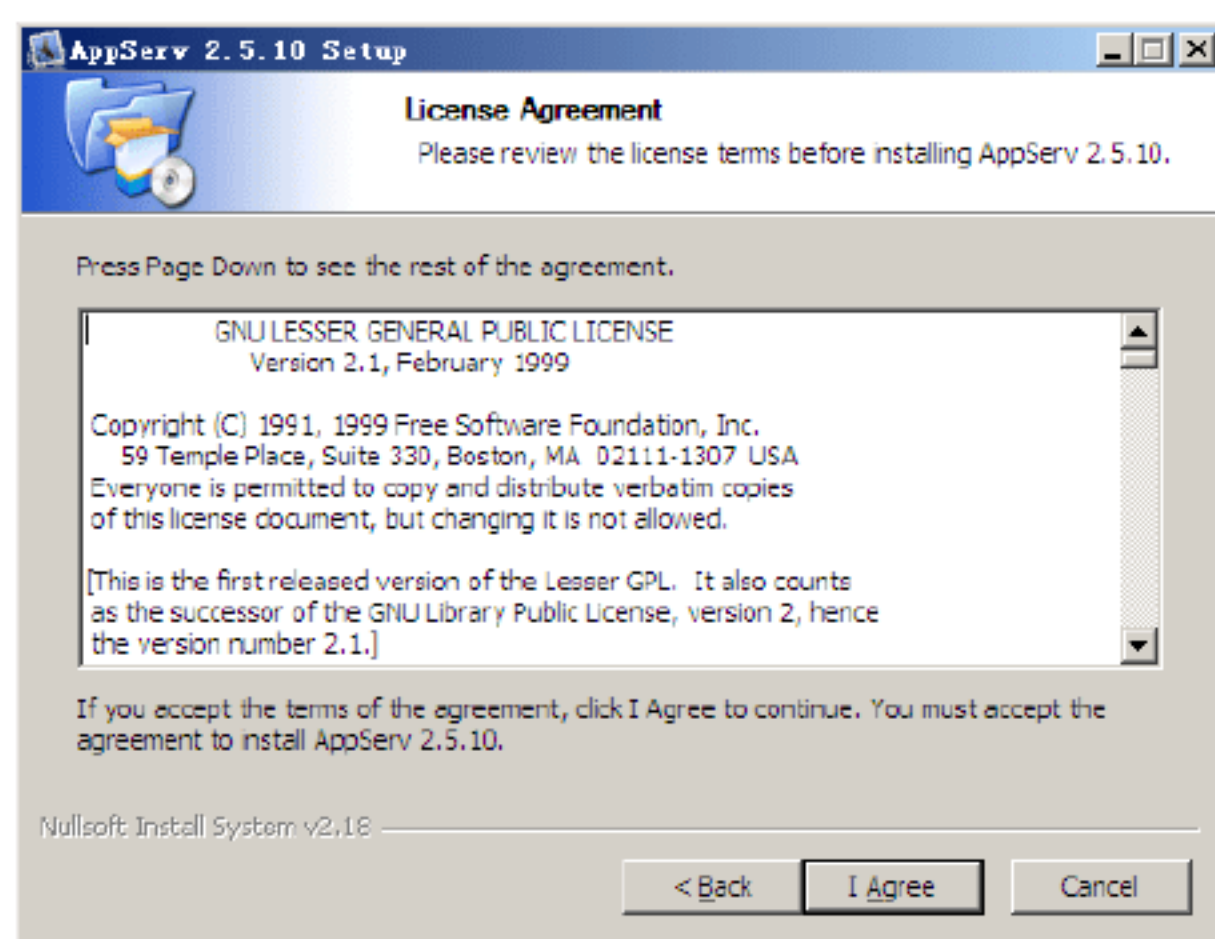 AppServ 2.5.10 Setup
License Agreement
Please review the license terms before installing AppServ 2.5.10.
Press Page Down to see the rest of the agreement.
GNU LESSER GENERAL PUBLIC LICENSE
Version 2.1, February 1999
Copyright (C) 1991, 1999 Free Software Foundation, Inc.
59 Temple Place, Suite 330, Boston, MA 02111-1307 USA
Everyone is permitted to copy and distribute verbatim copies
of this license document, but changing it is not allowed.
[This is the first released version of the Lesser GPL. It also counts
as the successor of the GNU Library Public License, version 2, hence
the version number 2.1.]
If you accept the terms of the agreement, click I Agree to continue. You must accept the
agreement to install AppServ 2.5.10.
Nullsoft Install System v2.18
< Back
I Agree
Cancel